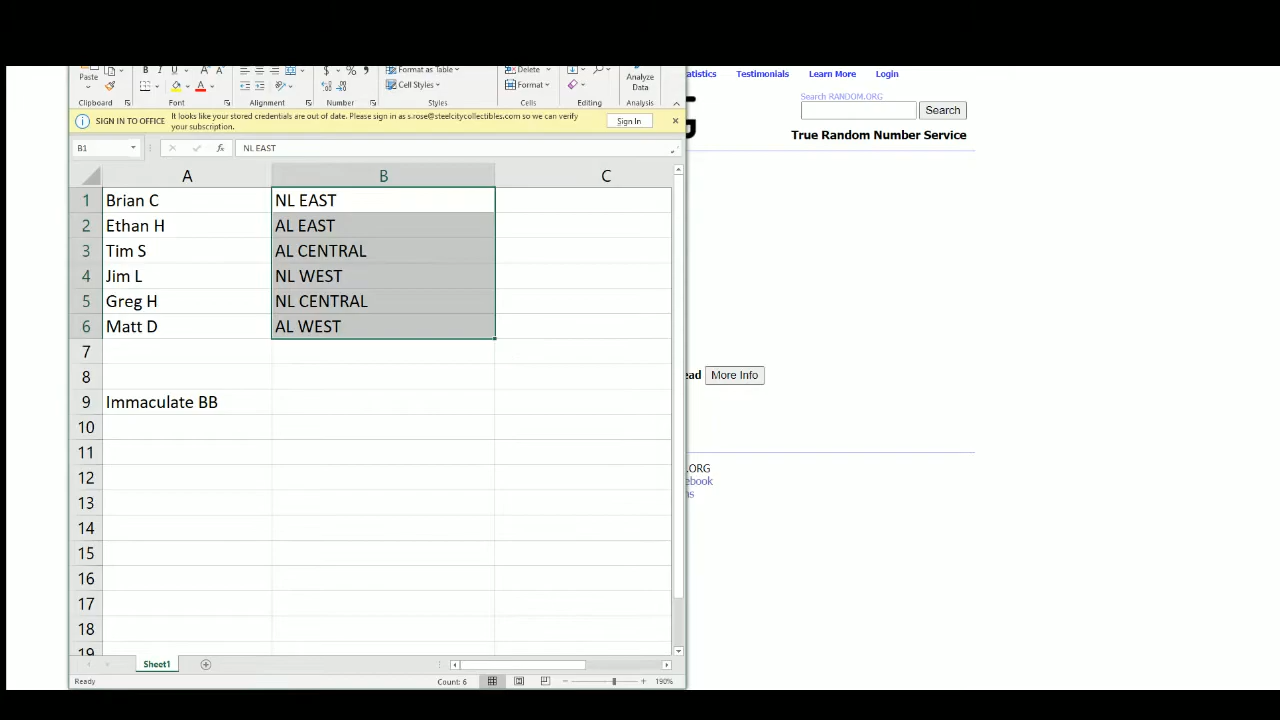 Paste
B I U
A A
$ % ,
Format as Table
Cell Styles
Delete
Format
Analyze
Data
Clipboard
Font
Alignment
Number
Styles
Cells
Editing
Analysis
SIGN IN TO OFFICE
It looks like your stored credentials are out of date. Please sign in as s.rose@steelcitycollectibles.com so we can verify
your subscription.
Sign In
B1
fx
NL EAST
A B C
1 Brian C NL EAST
2 Ethan H AL EAST
3 Tim S AL CENTRAL
4 Jim L NL WEST
5 Greg H NL CENTRAL
6 Matt D AL WEST
7
8
9 Immaculate BB
10
11
12
13
14
15
16
17
18
19
Sheet1
Ready
Count: 6
190%
atistics Testimonials Learn More Login
Search RANDOM.ORG
Search
G
True Random Number Service
ead More Info
.ORG
ebook
ns